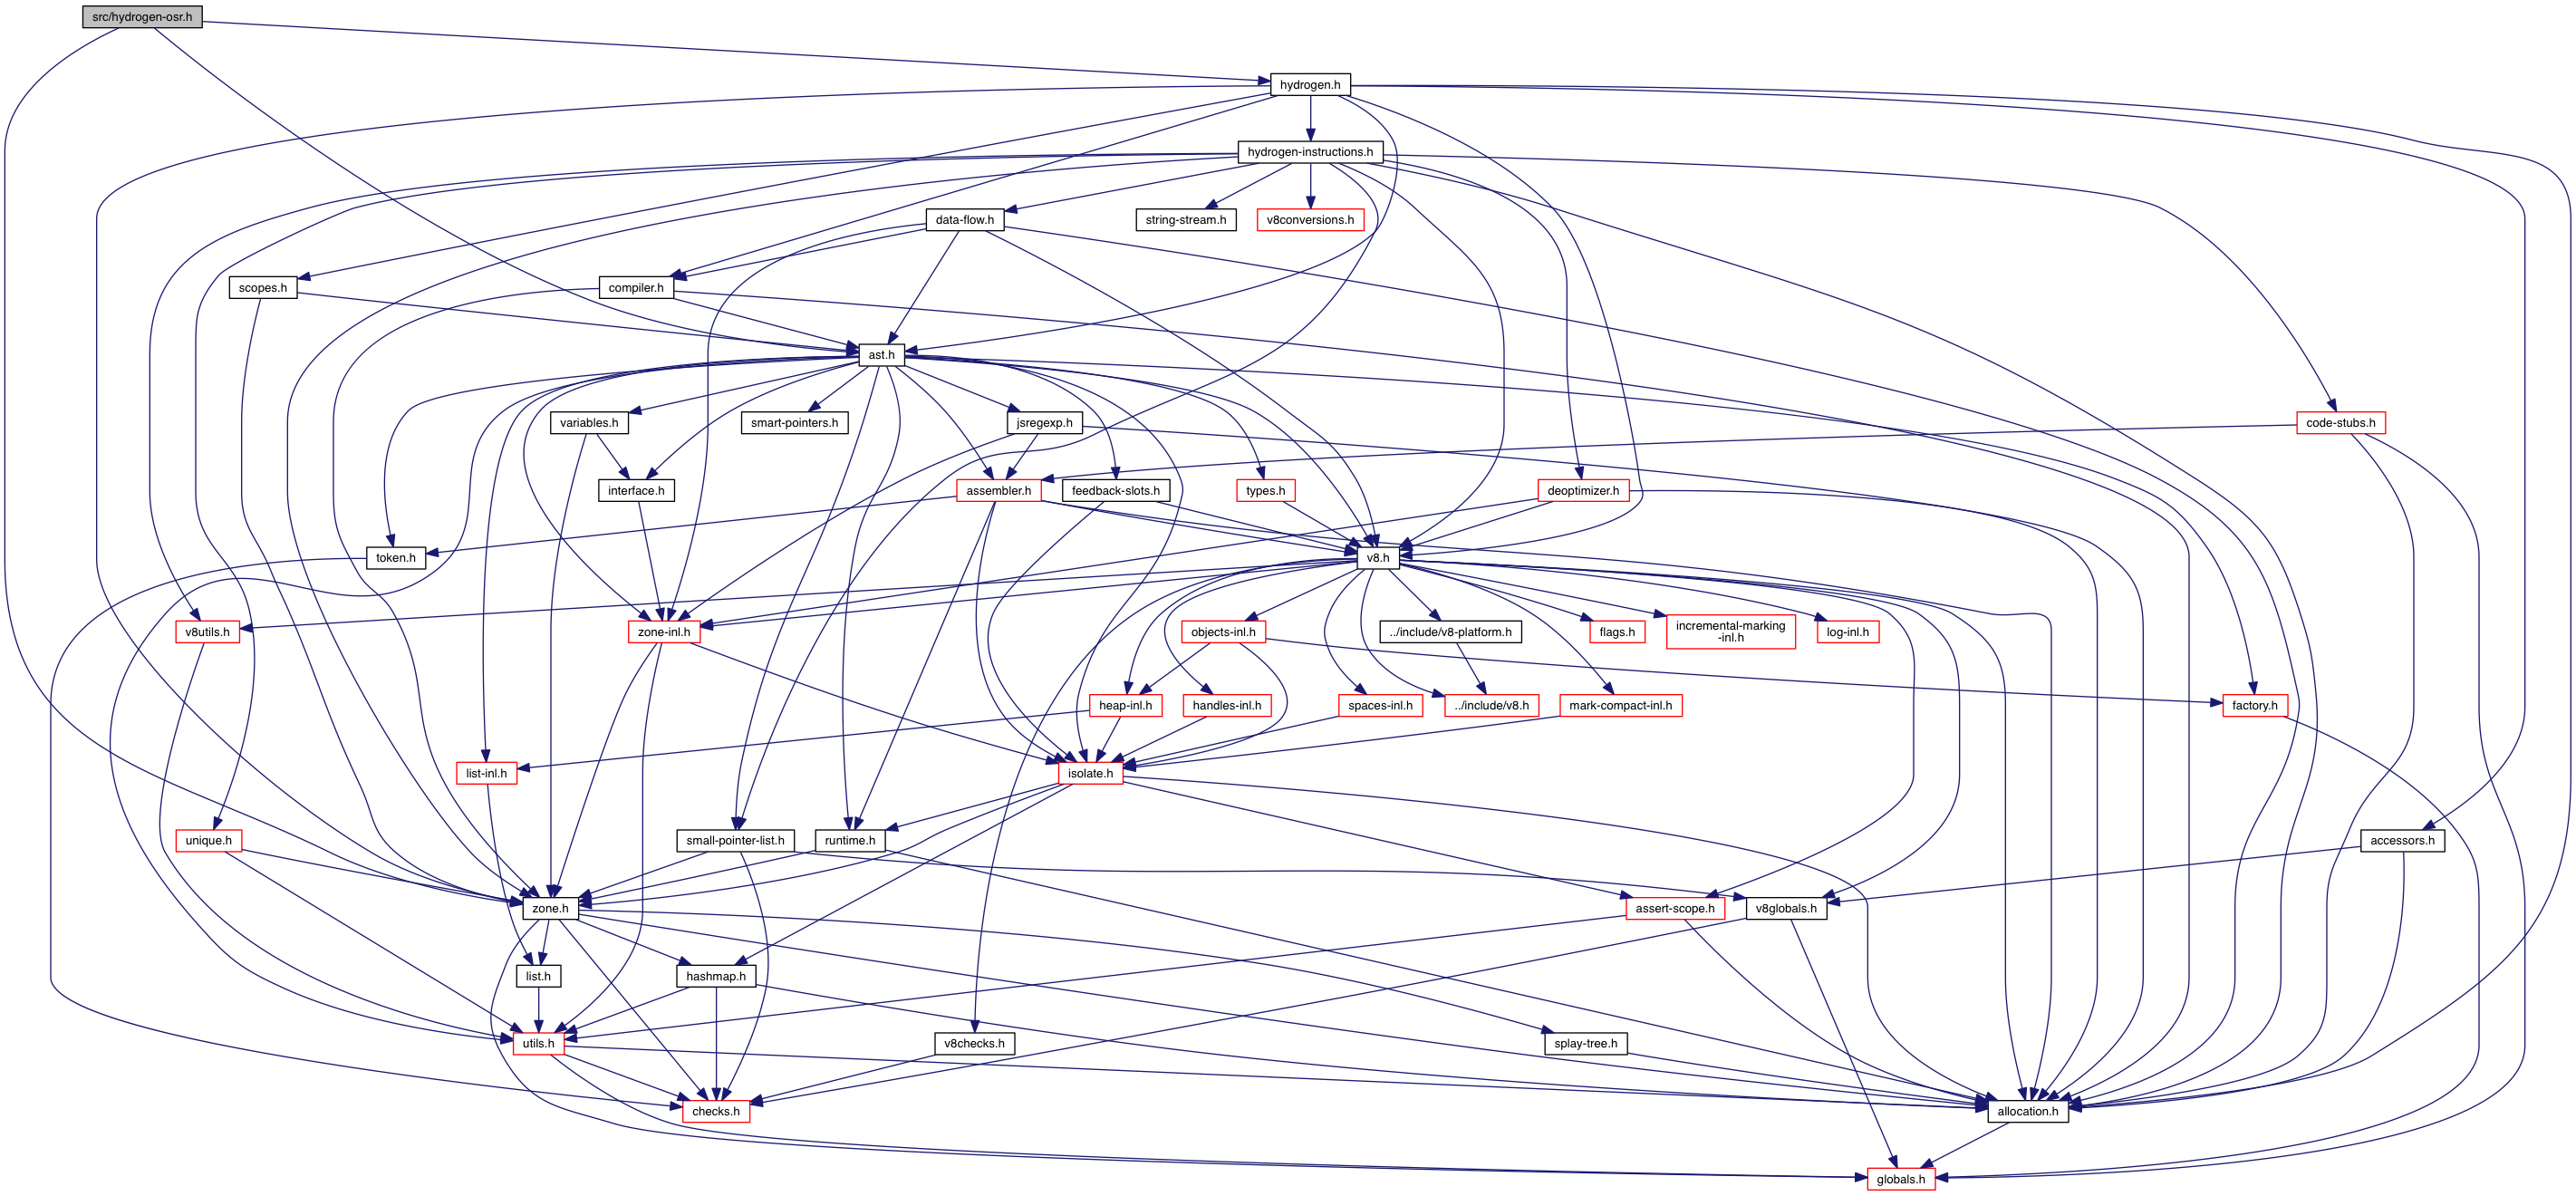 src/hydrogen-osr.h
hydrogen.h
hydrogen-instructions.h
data-flow.h
string-stream.h
v8conversions.h
scopes.h
compiler.h
ast.h
variables.h
smart-pointers.h
jsregexp.h
code-stubs.h
interface.h
assembler.h
feedback-slots.h
types.h
deoptimizer.h
token.h
v8.h
v8utils.h
zone-inl.h
objects-inl.h
../include/v8-platform.h
flags.h
incremental-marking
-inl.h
log-inl.h
heap-inl.h
handles-inl.h
spaces-inl.h
../include/v8.h
mark-compact-inl.h
factory.h
list-inl.h
isolate.h
unique.h
small-pointer-list.h
runtime.h
accessors.h
zone.h
assert-scope.h
v8globals.h
list.h
hashmap.h
utils.h
v8checks.h
splay-tree.h
checks.h
allocation.h
globals.h